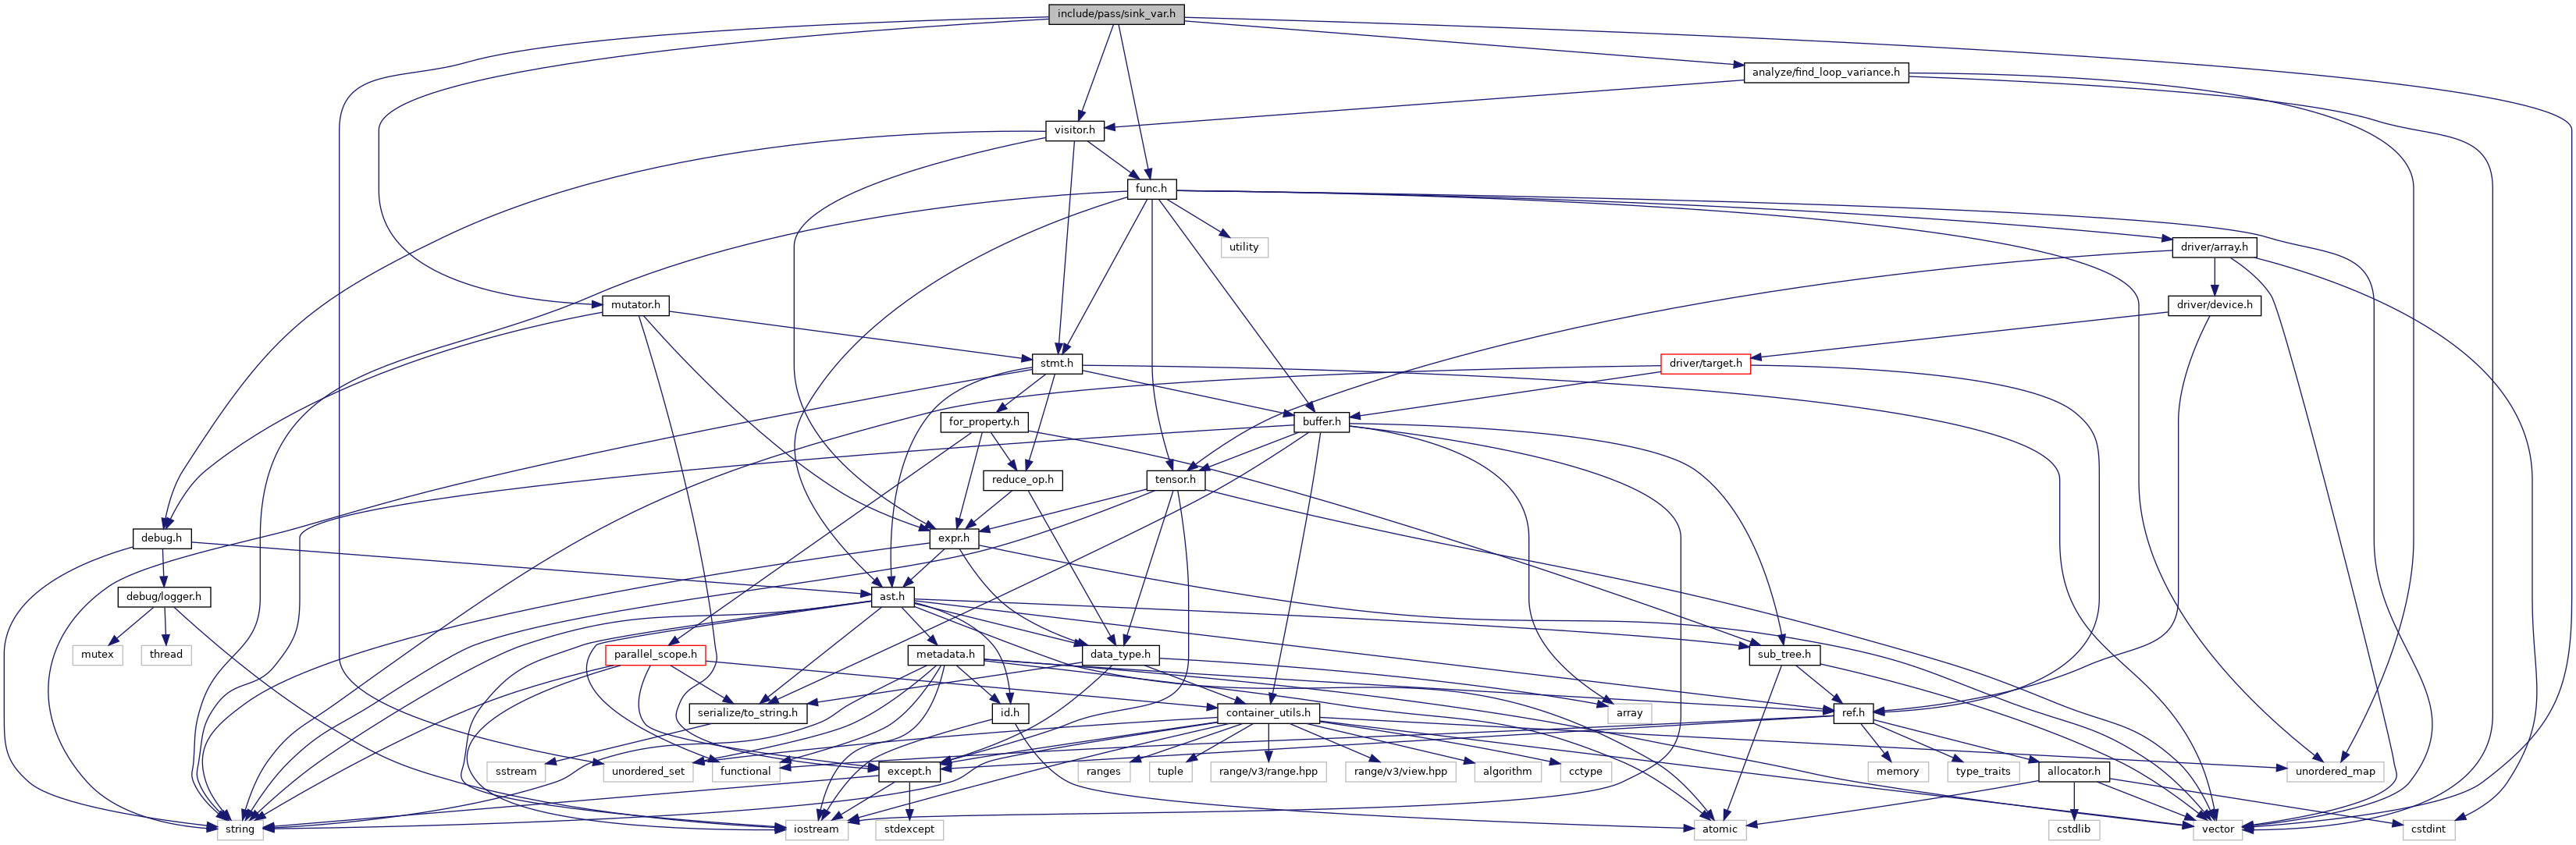 include/pass/sink_var.h
analyze/find_loop_variance.h
visitor.h
func.h
utility
driver/array.h
mutator.h
driver/device.h
stmt.h
driver/target.h
for_property.h
buffer.h
reduce_op.h
tensor.h
debug.h
expr.h
debug/logger.h
ast.h
mutex
thread
parallel_scope.h
metadata.h
data_type.h
sub_tree.h
serialize/to_string.h
id.h
container_utils.h
array
ref.h
sstream
unordered_set
functional
except.h
ranges
tuple
range/v3/range.hpp
range/v3/view.hpp
algorithm
cctype
memory
type_traits
allocator.h
unordered_map
string
iostream
stdexcept
atomic
cstdlib
vector
cstdint